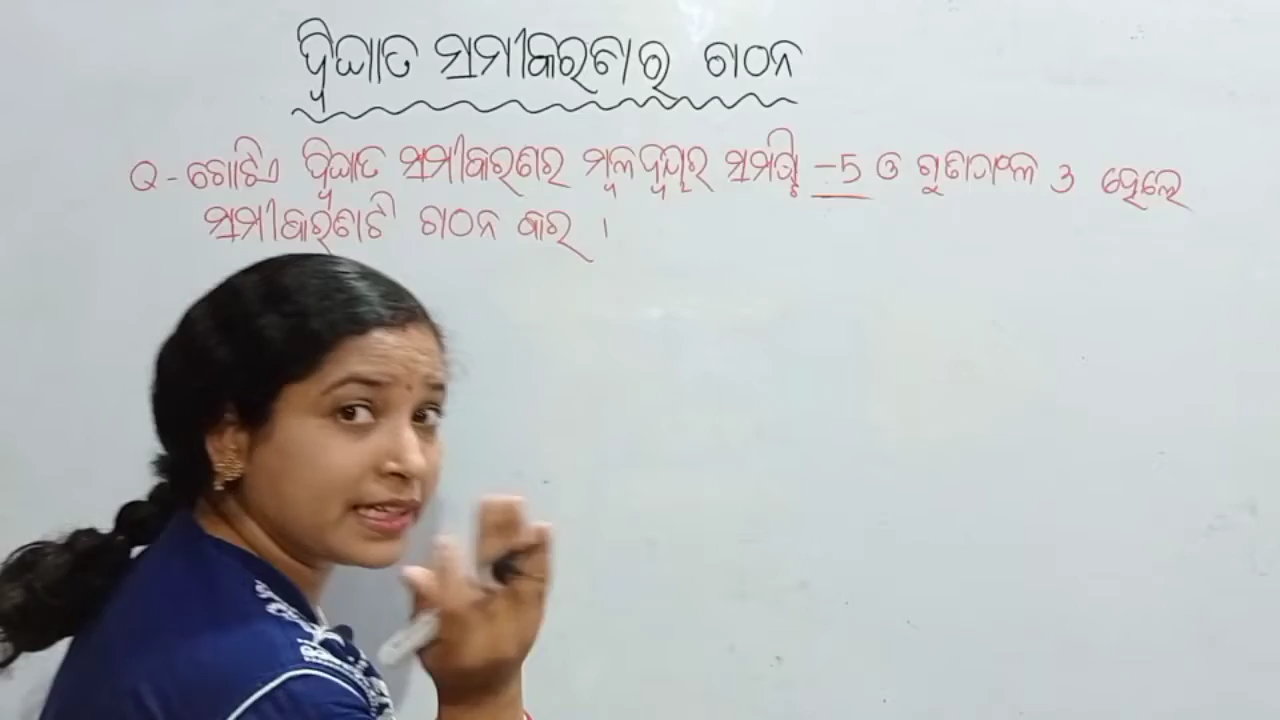 ଦ୍ୱିଘାତ ସମୀକରଣର ଗଠନ
Q - ଗୋଟିଏ ଦ୍ୱିଘାତ ସମୀକରଣର ମୂଳଦ୍ୱୟର ସମଷ୍ଟି -5 ଓ ଗୁଣଫଳ 3 ହେଲେ
ସମୀକରଣଟି ଗଠନ କର ।